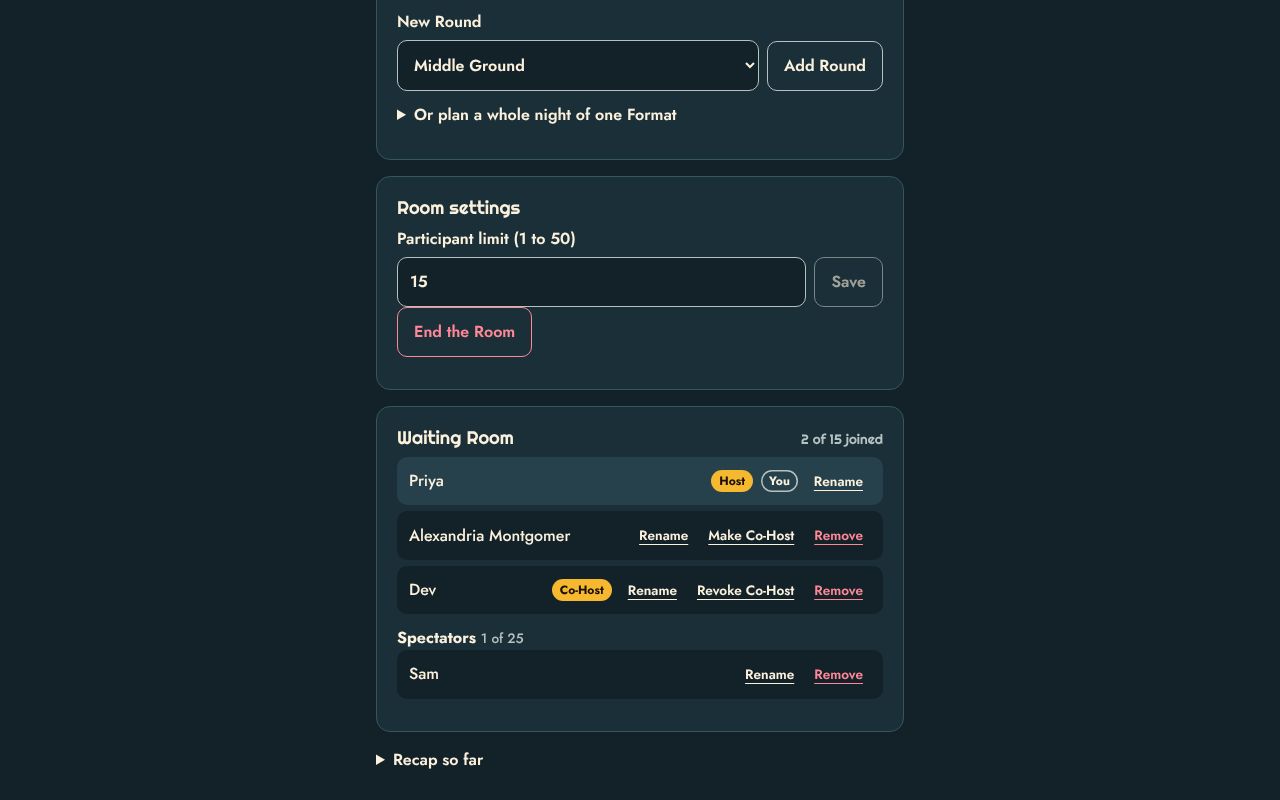 New Round
Middle Ground Add Round
Or plan a whole night of one Format
Room settings
Participant limit (1 to 50)
15 Save
End the Room
Waiting Room 2 of 15 joined
Priya Host You Rename
Alexandria Montgomer Rename Make Co-Host Remove
Dev Co-Host Rename Revoke Co-Host Remove
Spectators 1 of 25
Sam Rename Remove
Recap so far